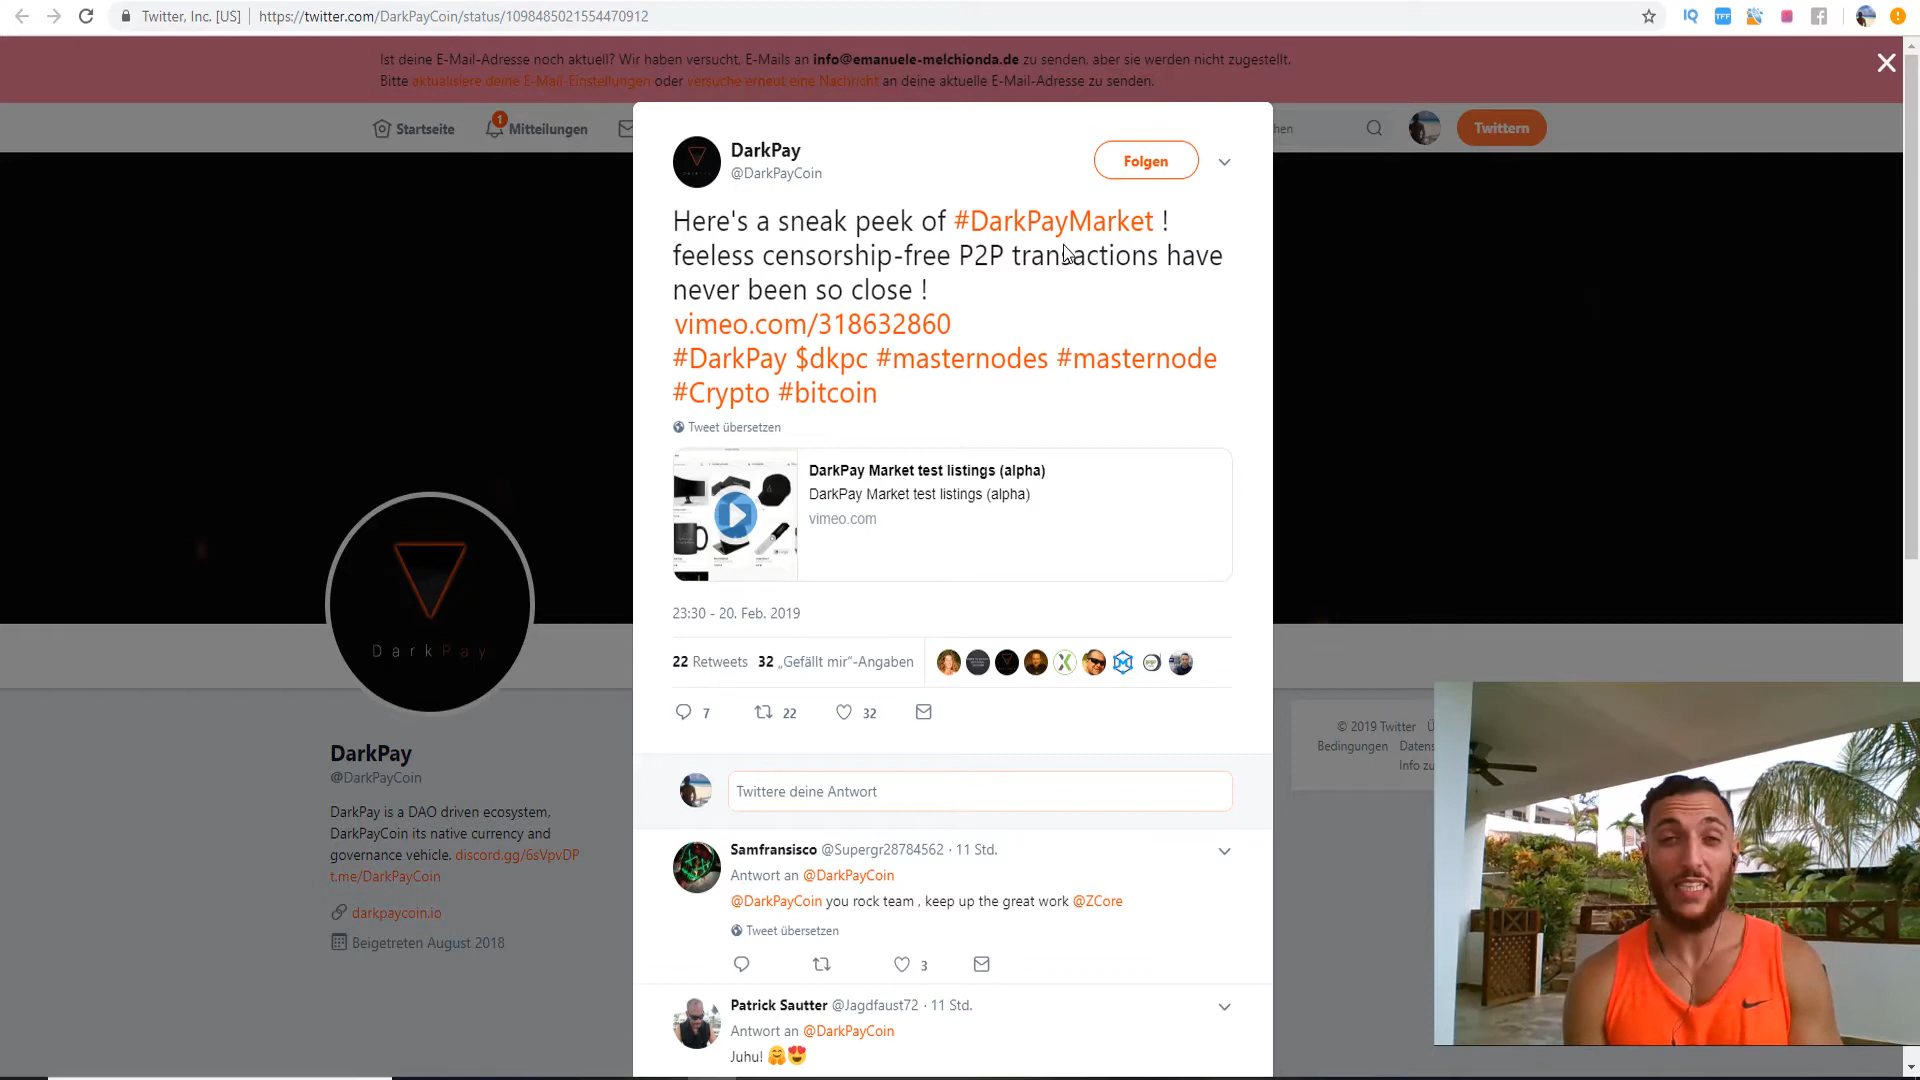 Twitter, Inc. [US]
https://twitter.com/DarkPayCoin/status/1098485021554470912
Ist deine E-Mail-Adresse noch aktuell? Wir haben versucht, E-Mails an info@emanuele-melchionda.de zu senden, aber sie werden nicht zugestellt.
Bitte aktualisiere deine E-Mail-Einstellungen oder versuche erneut eine Nachricht an deine aktuelle E-Mail-Adresse zu senden.
Startseite
1
Mitteilungen
hen
Twittern
DarkPay
@DarkPayCoin
Folgen
Here's a sneak peek of #DarkPayMarket !
feeless censorship-free P2P transactions have
never been so close !
vimeo.com/318632860
#DarkPay $dkpc #masternodes #masternode
#Crypto #bitcoin
Tweet übersetzen
DarkPay Market test listings (alpha)
DarkPay Market test listings (alpha)
vimeo.com
23:30 - 20. Feb. 2019
22 Retweets 32 „Gefällt mir“-Angaben
7
22
32
Twittere deine Antwort
Samfransisco @Supergr28784562 · 11 Std.
Antwort an @DarkPayCoin
@DarkPayCoin you rock team , keep up the great work @ZCore
Tweet übersetzen
3
Patrick Sautter @Jagdfaust72 · 11 Std.
Antwort an @DarkPayCoin
Juhu! 🤗😍
DarkPay
DarkPay
@DarkPayCoin
DarkPay is a DAO driven ecosystem,
DarkPayCoin its native currency and
governance vehicle. discord.gg/6sVpvDP
t.me/DarkPayCoin
darkpaycoin.io
Beigetreten August 2018
© 2019 Twitter
Bedingungen Datens
Info zu
IQ
TFF